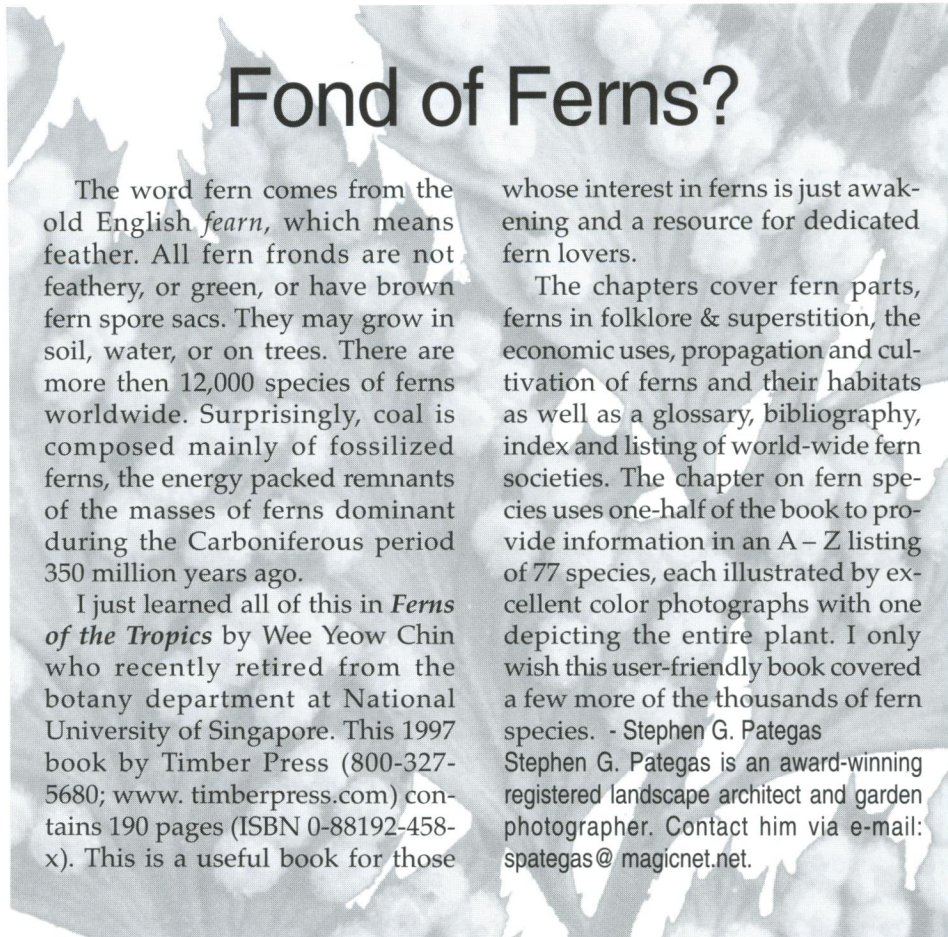 Fond of Ferns?
The word fern comes from the
old English fearn, which means
feather. All fern fronds are not
feathery, or green, or have brown
fern spore sacs. They may grow in
soil, water, or on trees. There are
more then 12,000 species of ferns
worldwide. Surprisingly, coal is
composed mainly of fossilized
ferns, the energy packed remnants
of the masses of ferns dominant
during the Carboniferous period
350 million years ago.
I just learned all of this in Ferns
of the Tropics by Wee Yeow Chin
who recently retired from the
botany department at National
University of Singapore. This 1997
book by Timber Press (800-327-
5680; www. timberpress.com) con-
tains 190 pages (ISBN 0-88192-458-
x). This is a useful book for those
whose interest in ferns is just awak-
ening and a resource for dedicated
fern lovers.
The chapters cover fern parts,
ferns in folklore & superstition, the
economic uses, propagation and cul-
tivation of ferns and their habitats
as well as a glossary, bibliography,
index and listing of world-wide fern
societies. The chapter on fern spe-
cies uses one-half of the book to pro-
vide information in an A – Z listing
of 77 species, each illustrated by ex-
cellent color photographs with one
depicting the entire plant. I only
wish this user-friendly book covered
a few more of the thousands of fern
species. - Stephen G. Pategas
Stephen G. Pategas is an award-winning
registered landscape architect and garden
photographer. Contact him via e-mail:
spategas@ magicnet.net.